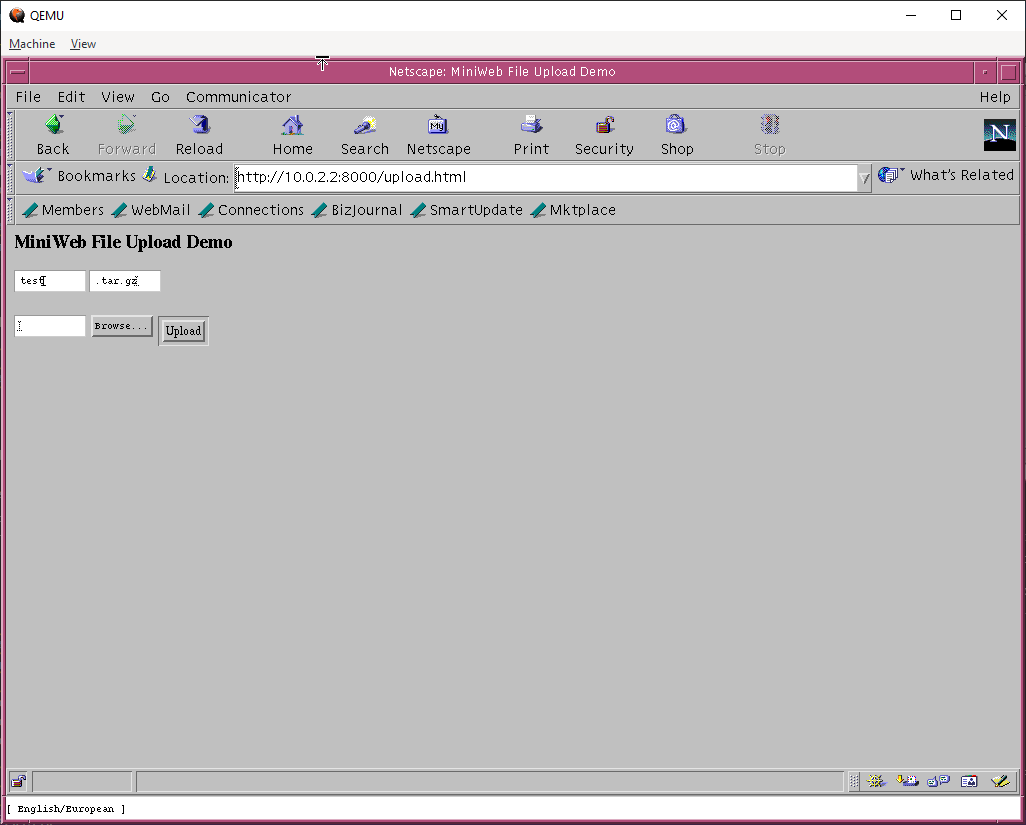 QEMU
Machine View
Netscape: MiniWeb File Upload Demo
File Edit View Go Communicator Help
My N
Back Forward Reload Home Search Netscape Print Security Shop Stop
Bookmarks Location: http://10.0.2.2:8000/upload.html What's Related
Members WebMail Connections BizJournal SmartUpdate Mktplace
MiniWeb File Upload Demo
test .tar.gz
Browse... Upload
[ English/European ]